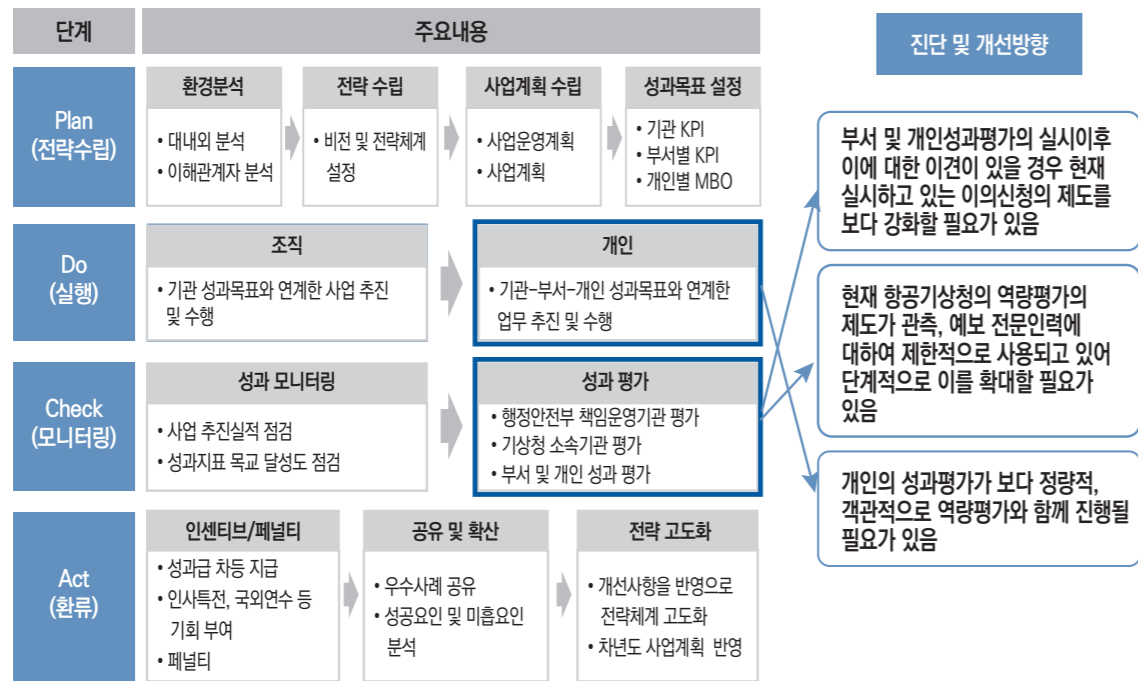 단계
주요내용
진단 및 개선방향
Plan
(전략수립)
환경분석
• 대내외 분석
• 이해관계자 분석
전략 수립
• 비전 및 전략체계
설정
사업계획 수립
• 사업운영계획
• 사업계획
성과목표 설정
• 기관 KPI
• 부서별 KPI
• 개인별 MBO
Do
(실행)
조직
• 기관 성과목표와 연계한 사업 추진
및 수행
개인
• 기관-부서-개인 성과목표와 연계한
업무 추진 및 수행
Check
(모니터링)
성과 모니터링
• 사업 추진실적 점검
• 성과지표 목교 달성도 점검
성과 평가
• 행정안전부 책임운영기관 평가
• 기상청 소속기관 평가
• 부서 및 개인 성과 평가
Act
(환류)
인센티브/페널티
• 성과급 차등 지급
• 인사특전, 국외연수 등
기회 부여
• 페널티
공유 및 확산
• 우수사례 공유
• 성공요인 및 미흡요인
분석
전략 고도화
• 개선사항을 반영으로
전략체계 고도화
• 차년도 사업계획 반영
부서 및 개인성과평가의 실시이후
이에 대한 이견이 있을 경우 현재
실시하고 있는 이의신청의 제도를
보다 강화할 필요가 있음
현재 항공기상청의 역량평가의
제도가 관측, 예보 전문인력에
대하여 제한적으로 사용되고 있어
단계적으로 이를 확대할 필요가
있음
개인의 성과평가가 보다 정량적,
객관적으로 역량평가와 함께 진행될
필요가 있음